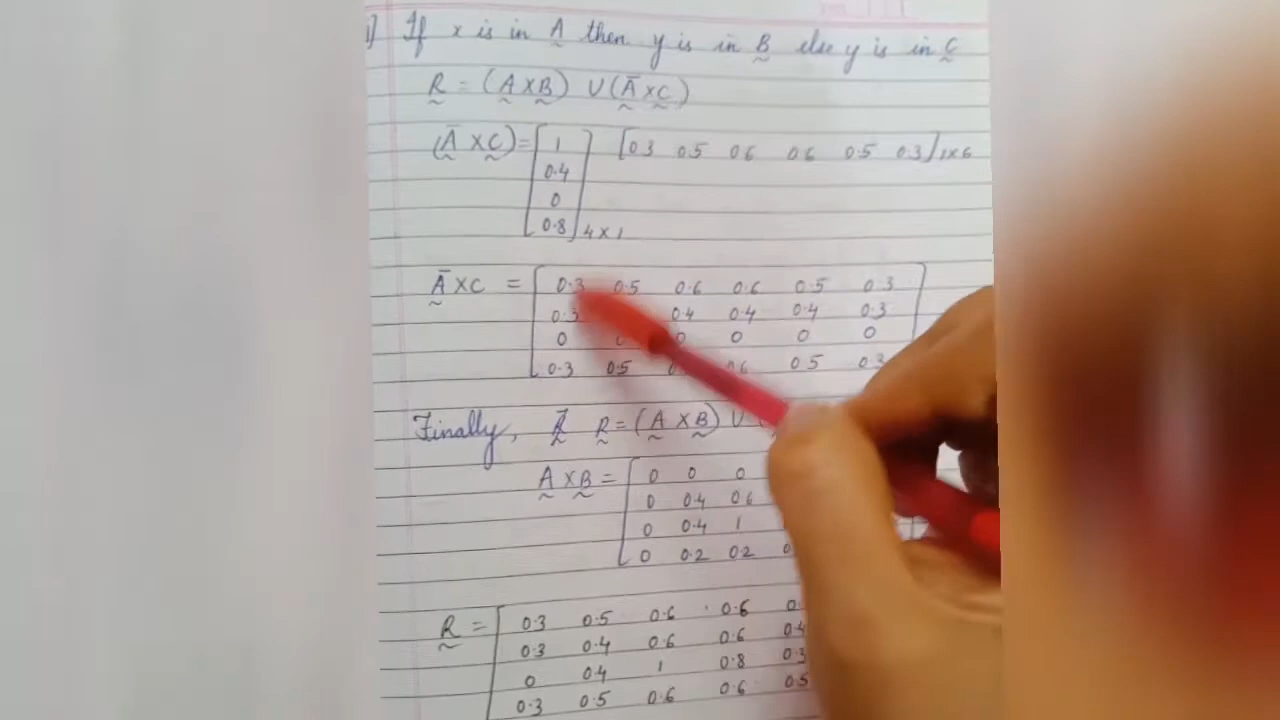 i) If x is in A then y is in B else y is in C
R = (A X B) U (Ā X C)
(Ā X C) = [1 [0.3 0.5 0.6 0.6 0.5 0.3] 1x6
0.4
0
0.8] 4 x 1
Ā X C = [0.3 0.5 0.6 0.6 0.5 0.3
0.3 0.4 0.4 0.4 0.3
0 0 0 0 0
0.3 0.5 0.6 0.5 0.3
Finally, R = (A X B) U
A X B = [0 0 0
0 0.4 0.6
0 0.4 1
0 0.2 0.2
R = [0.3 0.5 0.6 0.6
0.3 0.4 0.6 0.6 0.4
0 0.4 1 0.8 0.3
0.3 0.5 0.6 0.6 0.5